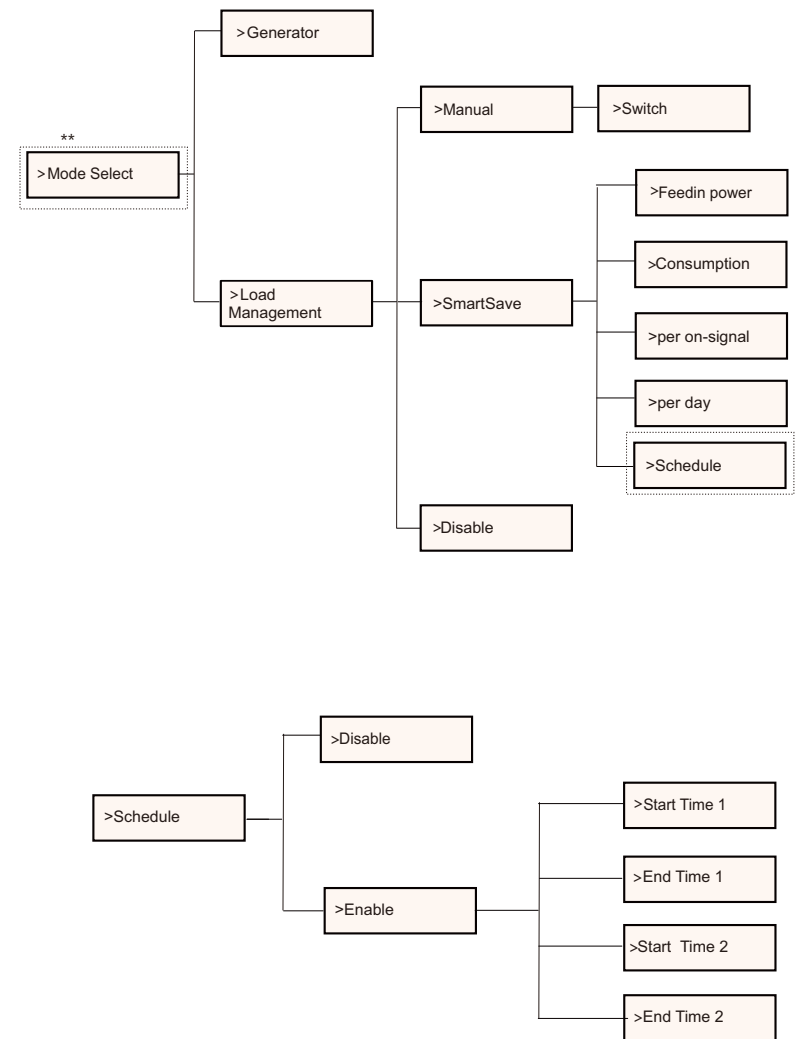 >Generator
>Manual
>Switch
**
>Mode Select
>Feedin power
>Consumption
>Load
Management
>SmartSave
>per on-signal
>per day
>Schedule
>Disable
>Disable
>Schedule
>Start Time 1
>End Time 1
>Enable
>Start  Time 2
>End Time 2